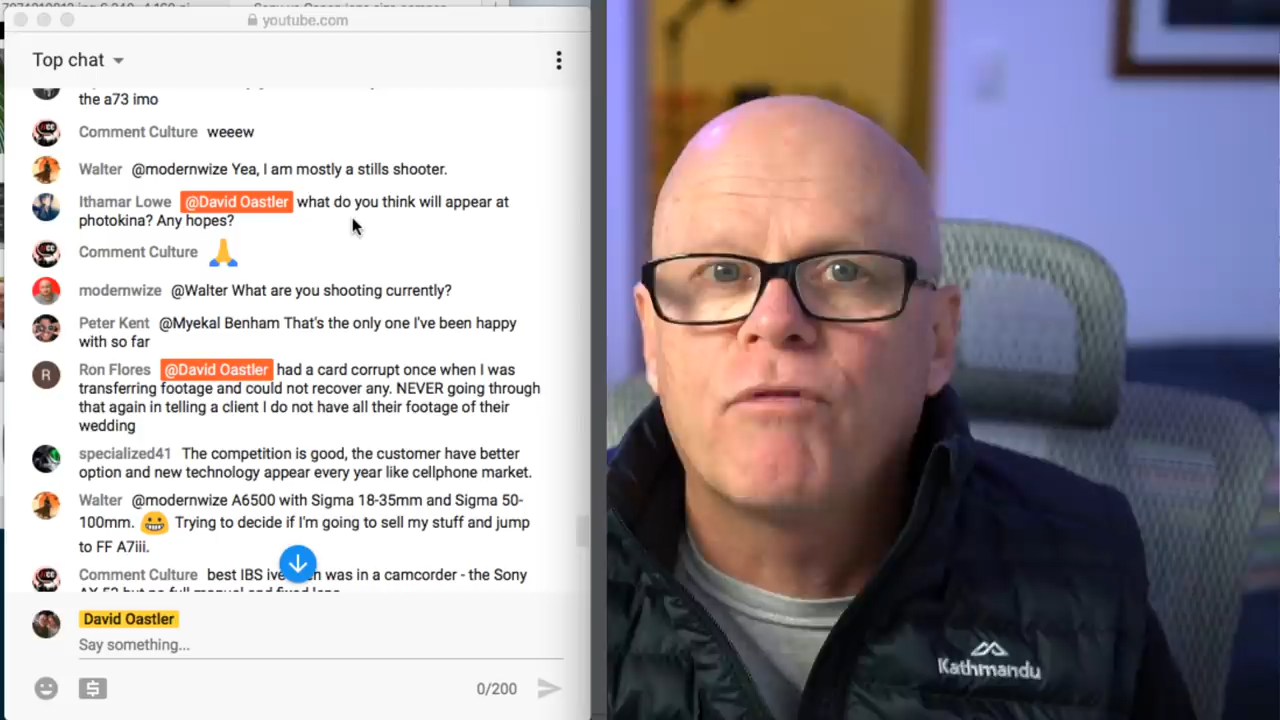 youtube.com
Top chat
the a73 imo
Comment Culture weeew
Walter @modernwize Yea, I am mostly a stills shooter.
Ithamar Lowe @David Oastler what do you think will appear at
photokina? Any hopes?
Comment Culture 🙏
modernwize @Walter What are you shooting currently?
Peter Kent @Myekal Benham That's the only one I've been happy
with so far
R
Ron Flores @David Oastler had a card corrupt once when I was
transferring footage and could not recover any. NEVER going through
that again in telling a client I do not have all their footage of their
wedding
specialized41 The competition is good, the customer have better
option and new technology appear every year like cellphone market.
Walter @modernwize A6500 with Sigma 18-35mm and Sigma 50-
100mm. 😀 Trying to decide if I'm going to sell my stuff and jump
to FF A7iii.
Comment Culture best IBS was in a camcorder - the Sony
David Oastler
Say something...
0/200
Kathmandu